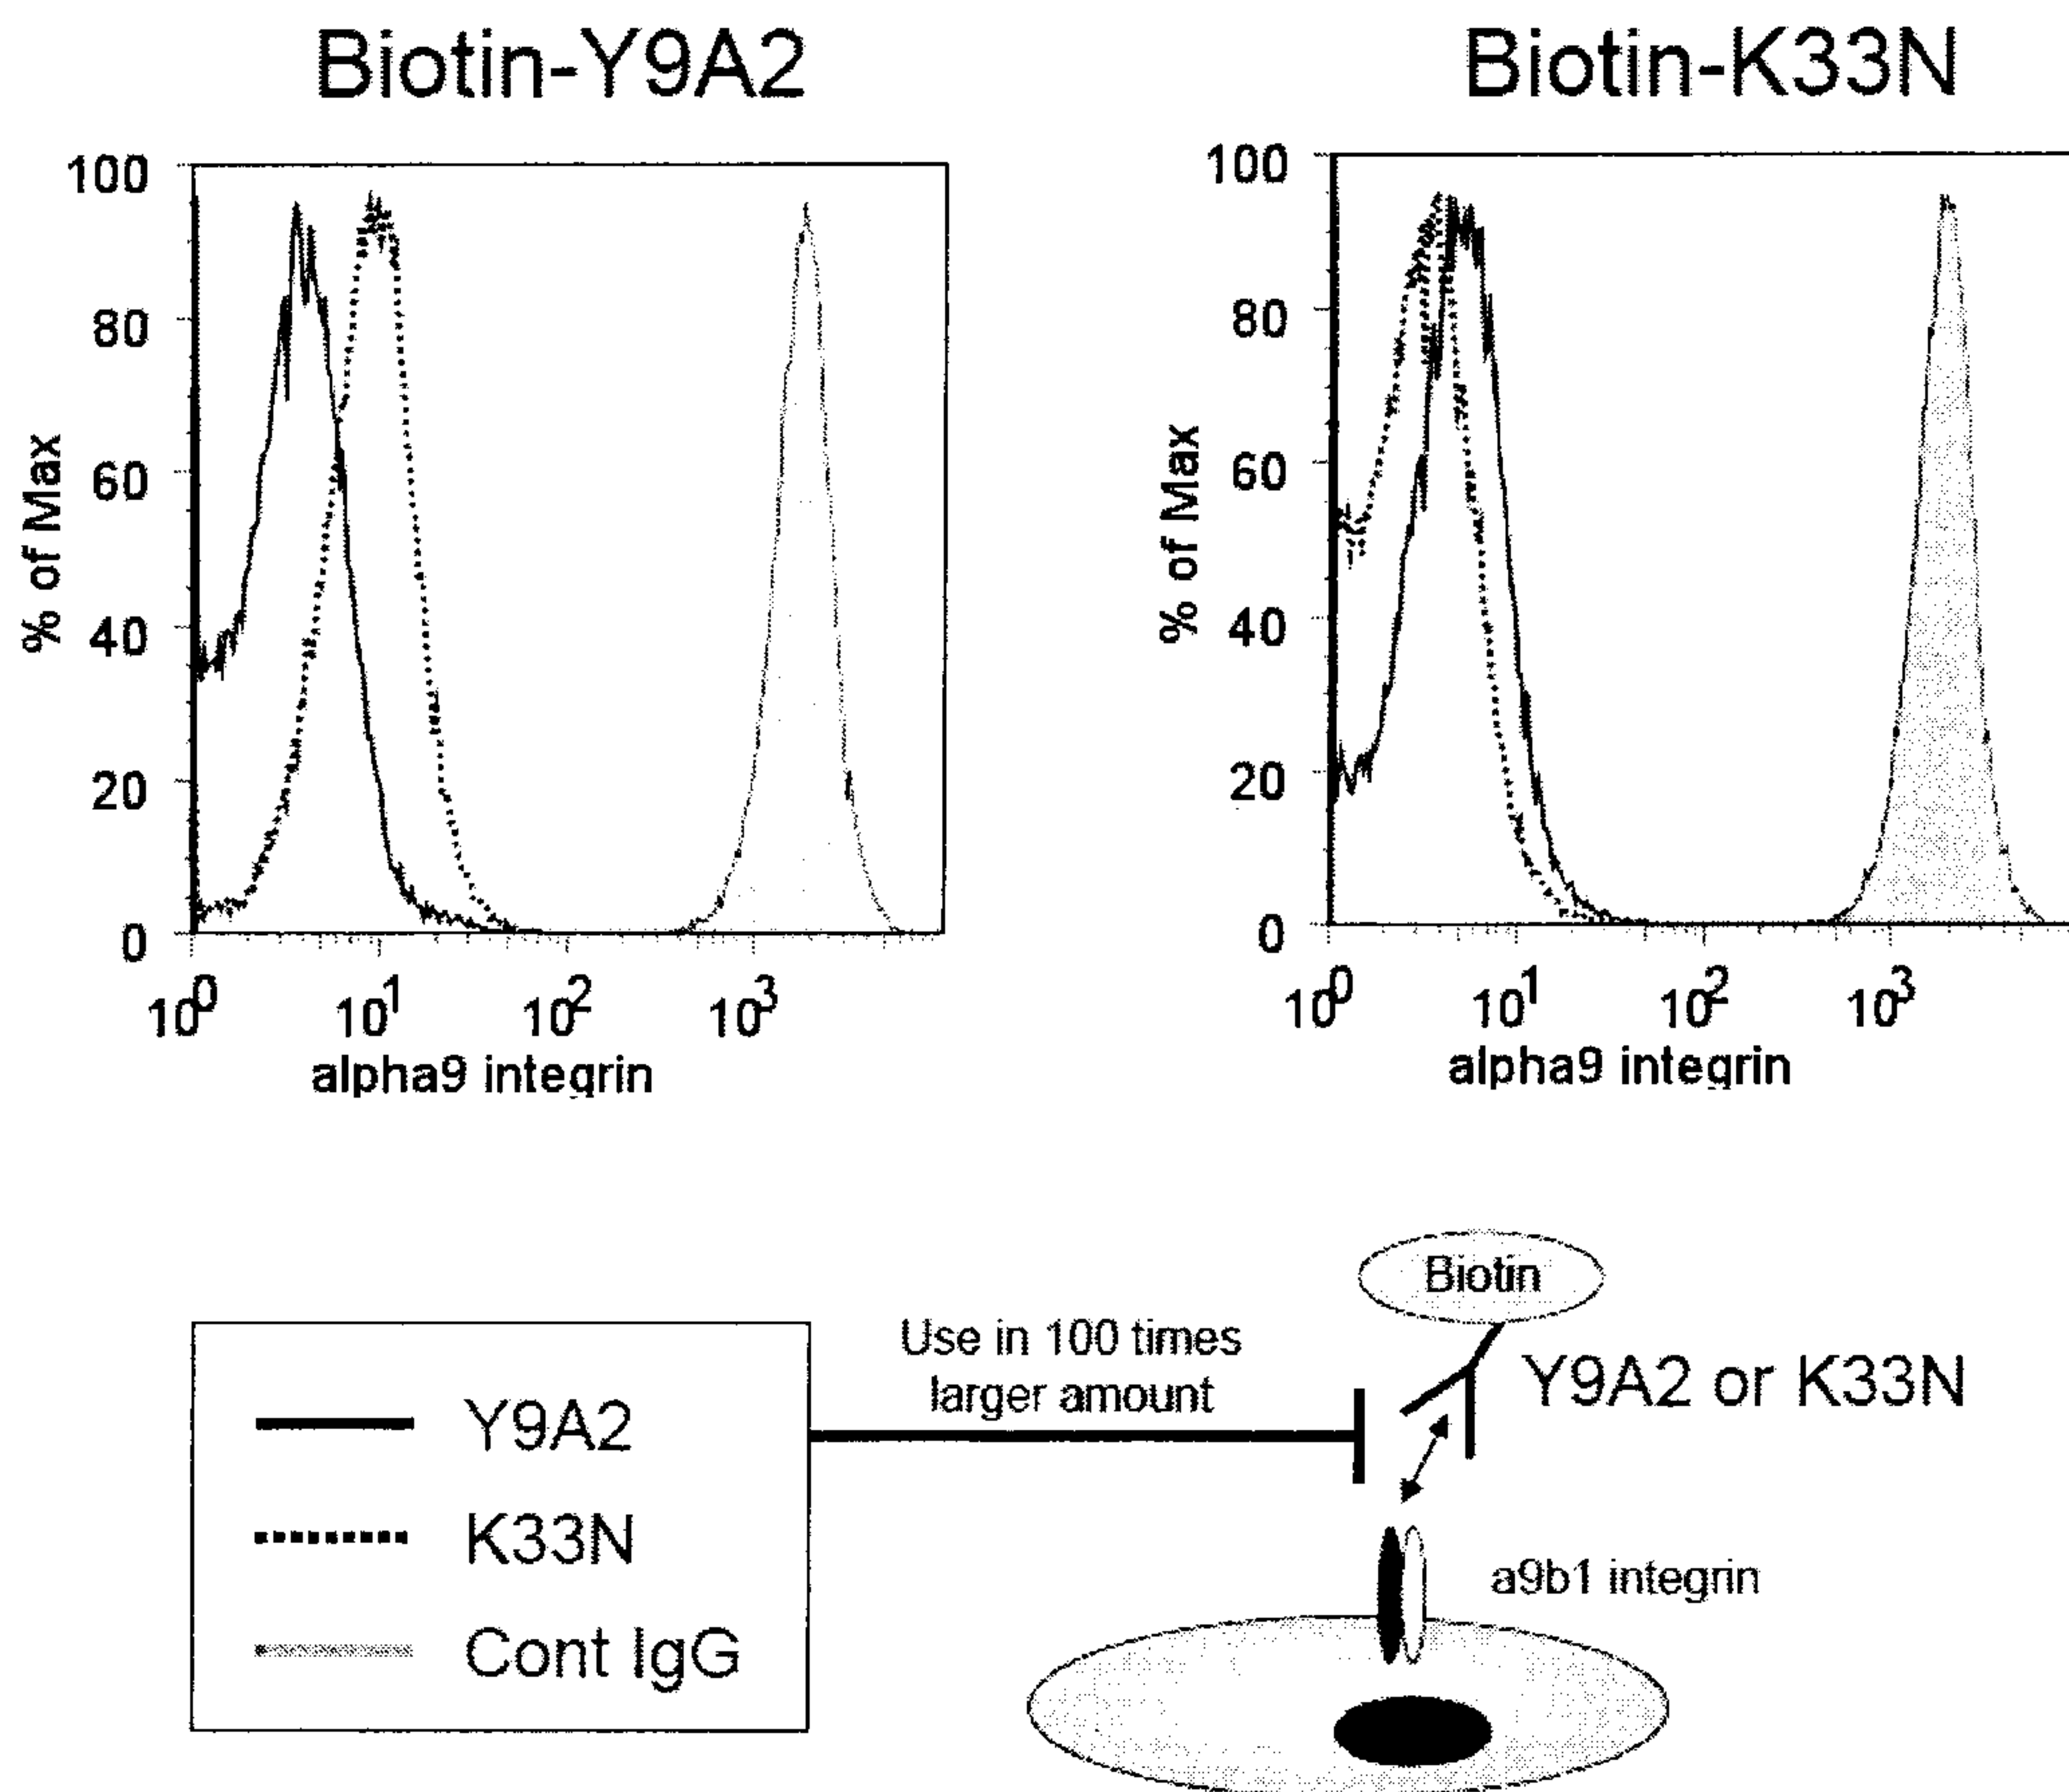 Biotin-Y9A2
100
80
60
40
20
0
% of Max
10^0 10^1 10^2 10^3
alpha9 integrin
Biotin-K33N
100
80
60
40
20
0
% of Max
10^0 10^1 10^2 10^3
alpha9 integrin
Y9A2
K33N
Cont IgG
Use in 100 times
larger amount
Biotin
Y9A2 or K33N
a9b1 integrin